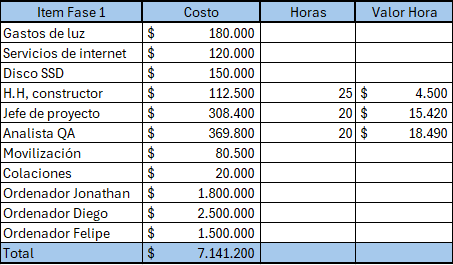 Item Fase 1 Costo Horas Valor Hora
Gastos de luz $ 180.000
Servicios de internet $ 120.000
Disco SSD $ 150.000
H.H, constructor $ 112.500 25 $ 4.500
Jefe de proyecto $ 308.400 20 $ 15.420
Analista QA $ 369.800 20 $ 18.490
Movilización $ 80.500
Colaciones $ 20.000
Ordenador Jonathan $ 1.800.000
Ordenador Diego $ 2.500.000
Ordenador Felipe $ 1.500.000
Total $ 7.141.200